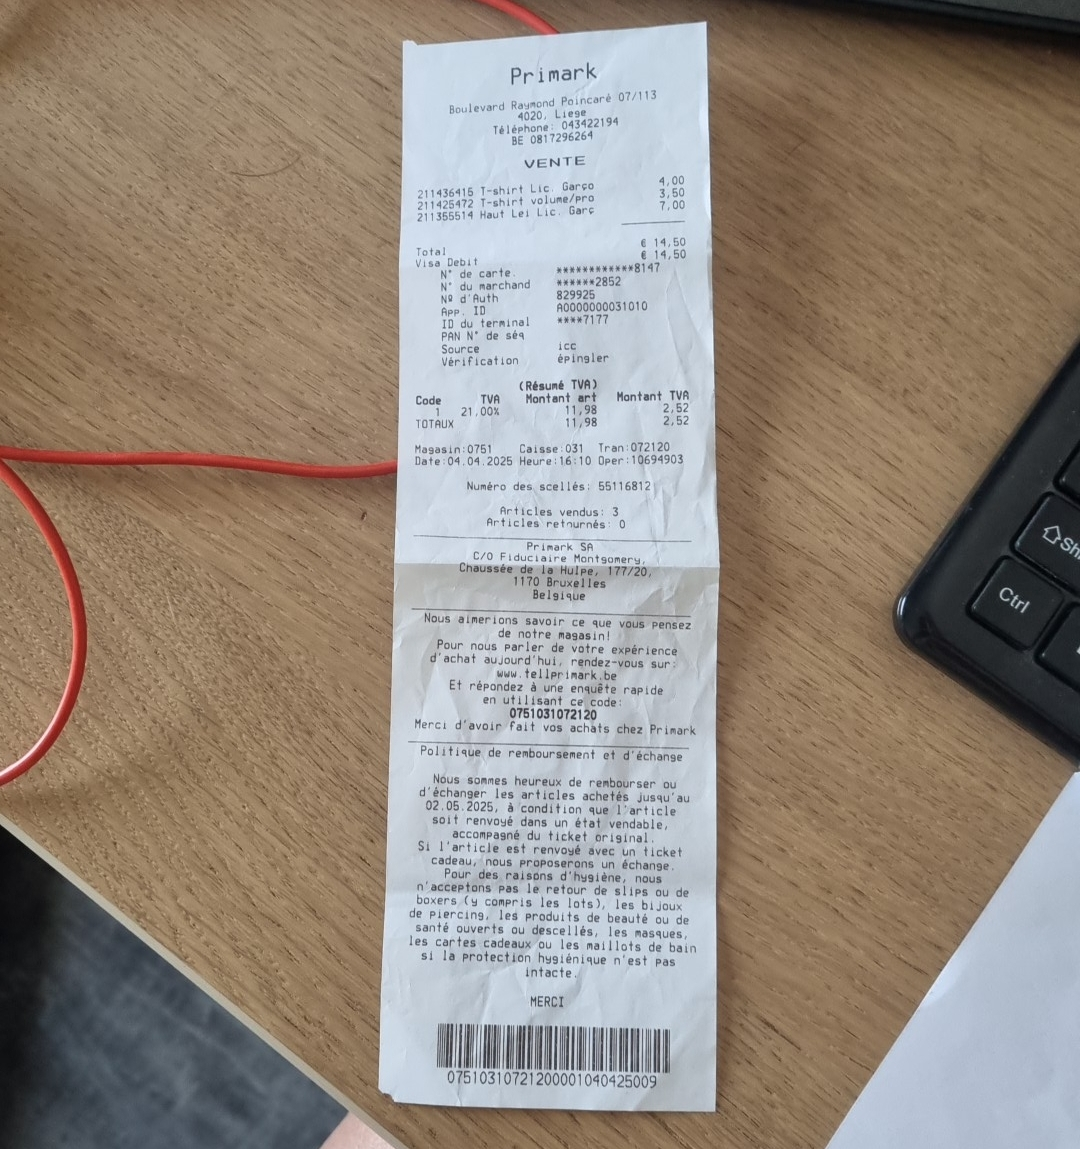 Primark
Boulevard Raymond Poincaré 07/113
4020, Liege
Téléphone: 043422194
BE 0817296264
VENTE
211436415 T-shirt Lic. Garço 4,00
211425472 T-shirt volume/pro 3,50
211355514 Haut Lei Lic. Garç 7,00
Total € 14,50
Visa Debit € 14,50
N° de carte. ************8147
N° du marchand ******2852
Nº d'Auth 829925
App. ID A0000000031010
ID du terminal ****7177
PAN N° de séq
Source icc
Vérification épingler
(Résumé TVA)
Code TVA Montant art Montant TVA
1 21,00% 11,98 2,52
TOTAUX 11,98 2,52
Magasin:0751 Caisse:031 Tran:072120
Date:04.04.2025 Heure:16:10 Oper:10694903
Numéro des scellés: 55116812
Articles vendus: 3
Articles retournés: 0
Primark SA
C/O Fiduciaire Montgomery,
Chaussée de la Hulpe, 177/20,
1170 Bruxelles
Belgique
Nous aimerions savoir ce que vous pensez
de notre magasin!
Pour nous parler de votre expérience
d'achat aujourd'hui, rendez-vous sur:
www.tellprimark.be
Et répondez à une enquête rapide
en utilisant ce code:
0751031072120
Merci d'avoir fait vos achats chez Primark
Politique de remboursement et d'échange
Nous sommes heureux de rembourser ou
d'échanger les articles achetés jusqu'au
02.05.2025, à condition que l'article
soit renvoyé dans un état vendable,
accompagné du ticket original.
Si l'article est renvoyé avec un ticket
cadeau, nous proposerons un échange.
Pour des raisons d'hygiène, nous
n'acceptons pas le retour de slips ou de
boxers (y compris les lots), les bijoux
de piercing, les produits de beauté ou de
santé ouverts ou descellés, les masques,
les cartes cadeaux ou les maillots de bain
si la protection hygiénique n'est pas
intacte.
MERCI
07510310721200001040425009
Ctrl